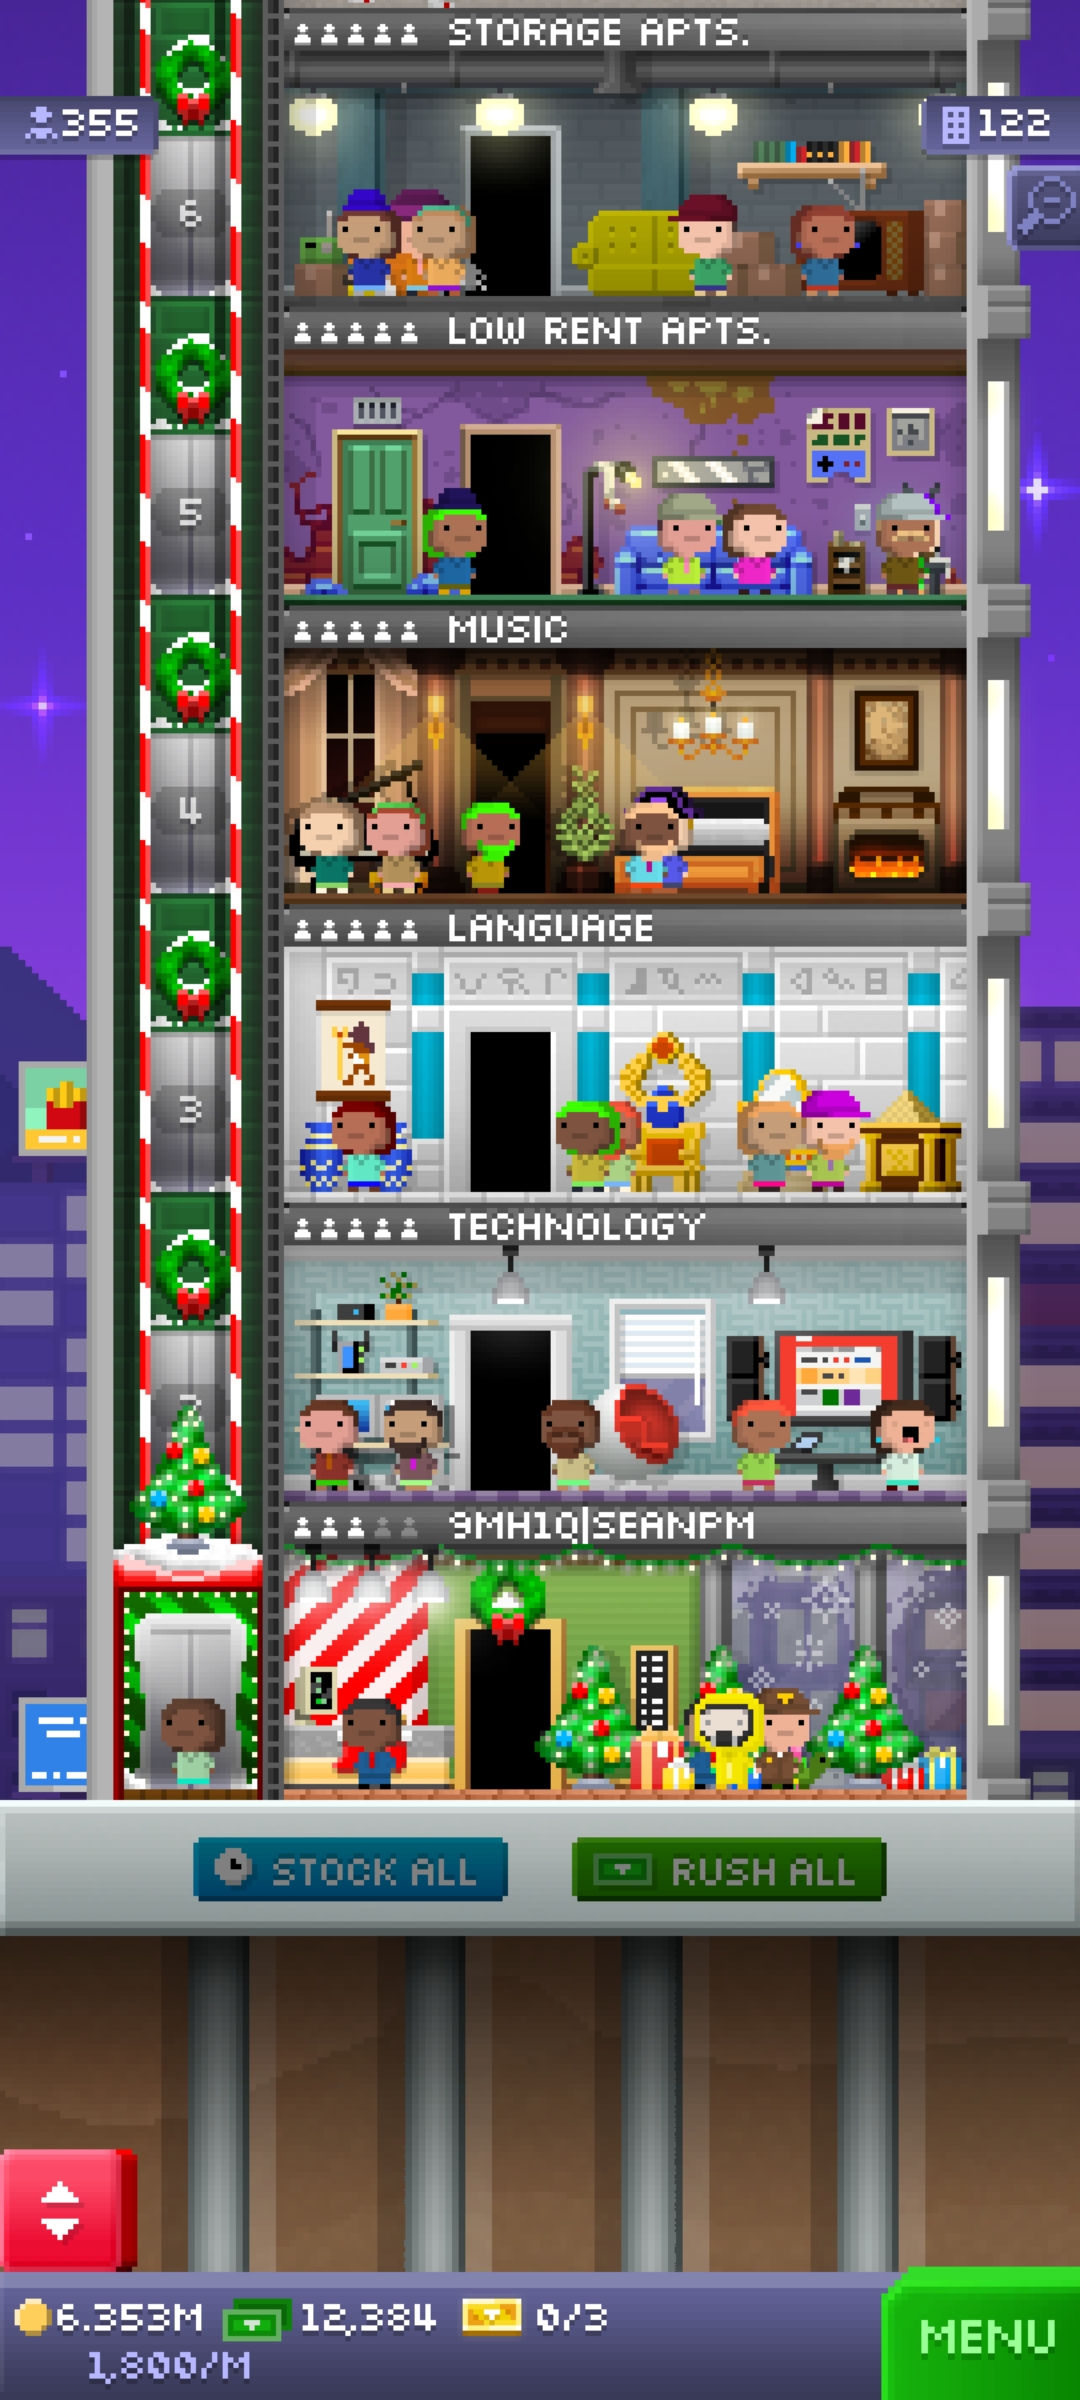 STORAGE APTS.
355
122
6
LOW RENT APTS.
5
MUSIC
4
LANGUAGE
3
TECHNOLOGY
9MH1Q|SEANPM
STOCK ALL
RUSH ALL
6.353M
12,384
0/3
1,800/M
MENU